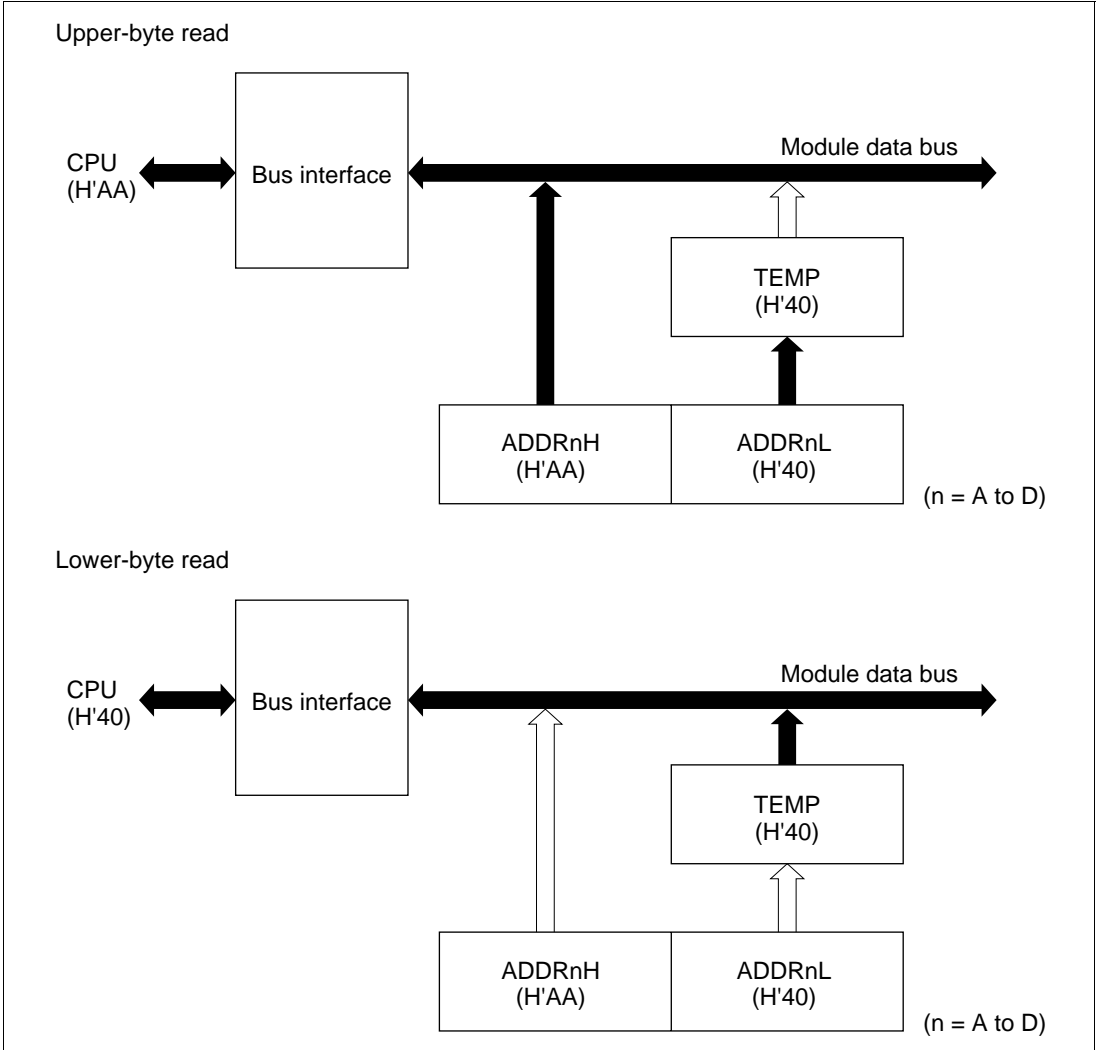 Upper-byte read
Module data bus
CPU
(H'AA)
Bus interface
TEMP
(H'40)
ADDRnH
(H'AA)
ADDRnL
(H'40)
(n = A to D)
Lower-byte read
Module data bus
CPU
(H'40)
Bus interface
TEMP
(H'40)
ADDRnH
(H'AA)
ADDRnL
(H'40)
(n = A to D)